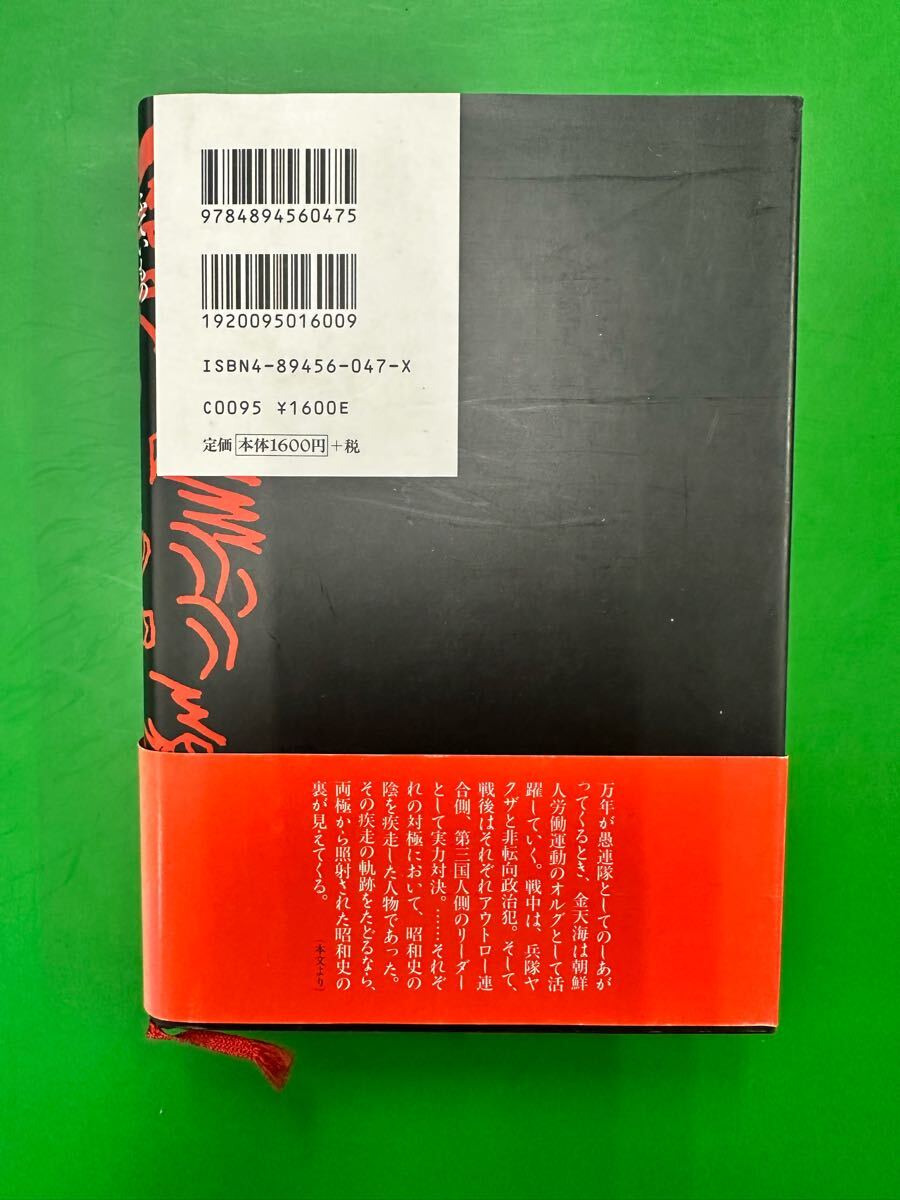 9784894560475
1920095016009
ISBN4-89456-047-X
C0095 ¥1600E
定価 本体1600円 +税
万年が愚連隊としてのしあが
ってくるとき、金天海は朝鮮
人労働運動のオルグとして活
躍していく。戦中は、兵隊ヤ
クザと非転向政治犯。そして、
戦後はそれぞれアウトロー連
合側、第三国人側のリーダー
として実力対決。……それぞ
れの対極において、昭和史の
陰を疾走した人物であった。
その疾走の軌跡をたどるなら、
両極から照射された昭和史の
裏が見えてくる。
（本文より）